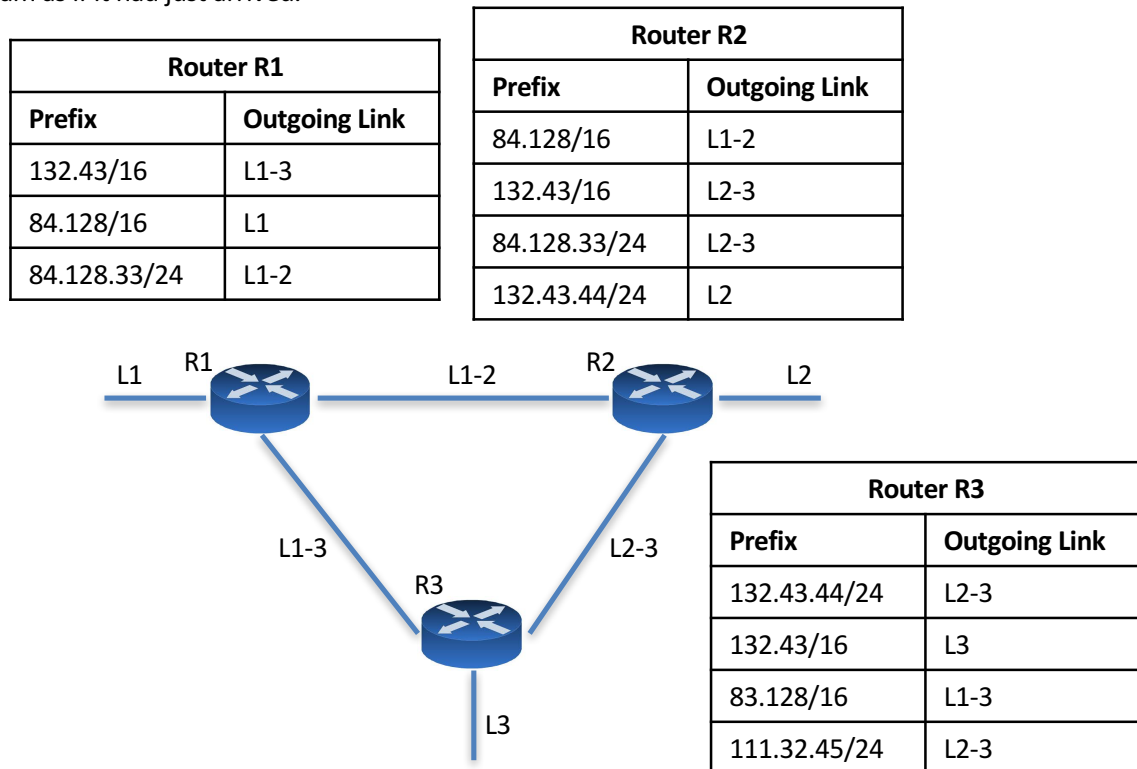 Router R1
Prefix Outgoing Link
132.43/16 L1-3
84.128/16 L1
84.128.33/24 L1-2
Router R2
Prefix Outgoing Link
84.128/16 L1-2
132.43/16 L2-3
84.128.33/24 L2-3
132.43.44/24 L2
L1 R1 L1-2 R2 L2
L1-3 L2-3
R3
L3
Router R3
Prefix Outgoing Link
132.43.44/24 L2-3
132.43/16 L3
83.128/16 L1-3
111.32.45/24 L2-3